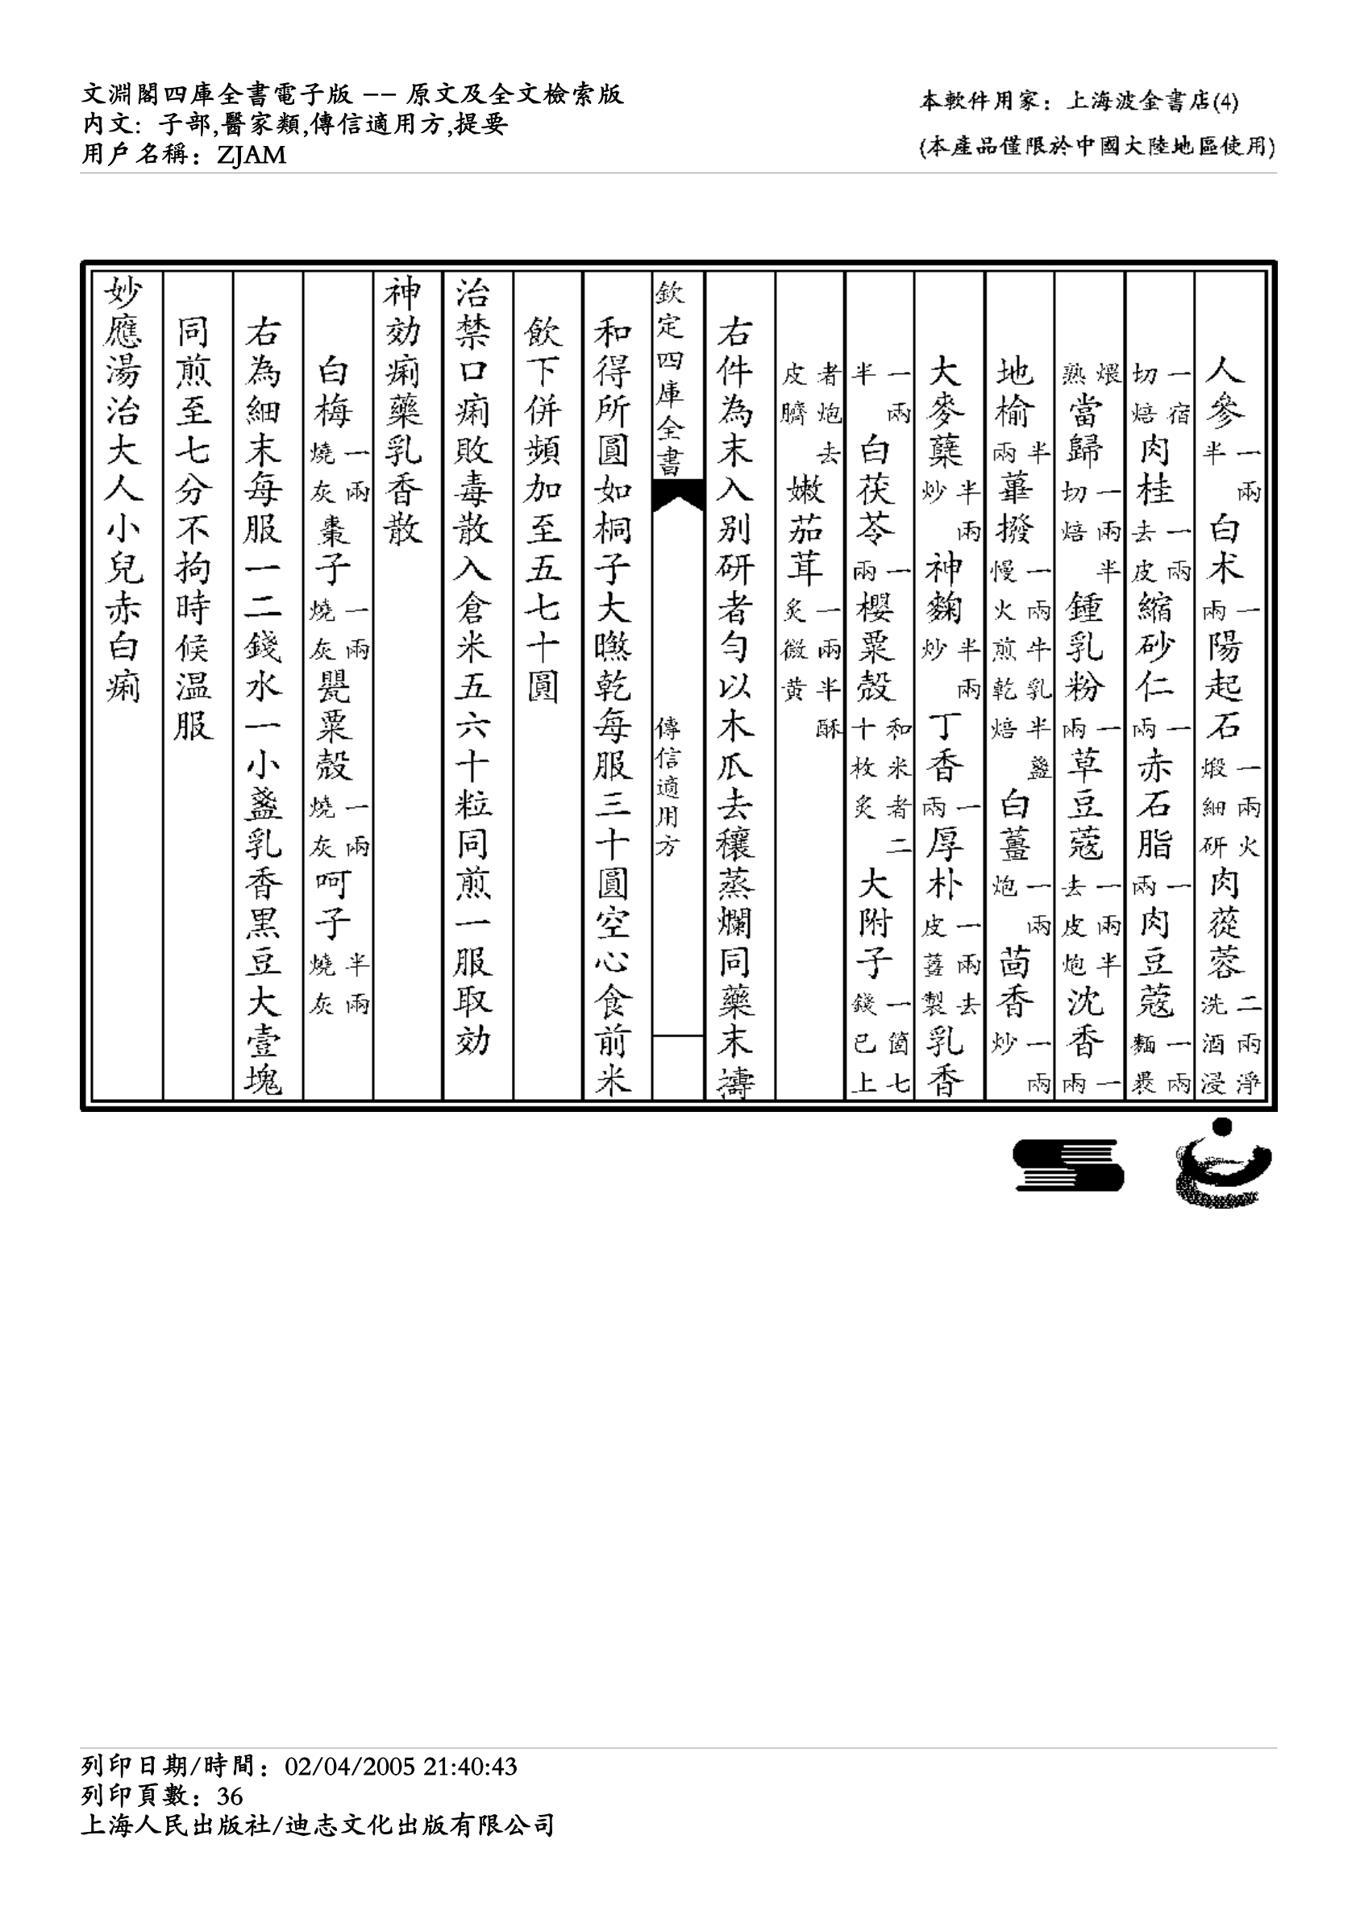 文淵閣四庫全書電子版 -- 原文及全文檢索版
內文: 子部,醫家類,傳信適用方,提要
用戶名稱: ZJAM
本軟件用家: 上海波金書店(4)
(本產品僅限於中國大陸地區使用)
人參一兩半白术一兩陽起石一兩火煅細研肉蓯蓉二兩淨洗酒浸
一宿切焙肉桂一兩去皮縮砂仁一兩赤石脂一兩肉豆蔻一兩麵裹
煨熟當歸一兩半切焙鍾乳粉一兩草豆蔻一兩半去皮炮沈香一兩
地榆半兩蓽撥一兩牛乳半盞慢火煎乾焙白薑一兩炮茴香一兩炒
大麥蘖半兩炒神麴半兩炒丁香一兩厚朴一兩去皮薑製乳香
一兩半白茯苓一兩櫻粟殼和米者二十枚炙大附子一箇七錢已上
者炮去皮臍嫩茄茸一兩半酥炙微黄
右件為末入别研者勻以木瓜去穰蒸爛同藥末擣
欽定四庫全書
傳信適用方
和得所圓如桐子大㬠乾每服三十圓空心食前米
飲下併頻加至五七十圓
治禁口痢敗毒散入倉米五六十粒同煎一服取効
神効痢藥乳香散
白梅一兩燒灰棗子一兩燒灰甖粟殼一兩燒灰呵子半兩燒灰
右為細末每服一二錢水一小盞乳香黑豆大壹塊
同煎至七分不拘時候温服
妙應湯治大人小兒赤白痢
列印日期/時間: 02/04/2005 21:40:43
列印頁數: 36
上海人民出版社/迪志文化出版有限公司